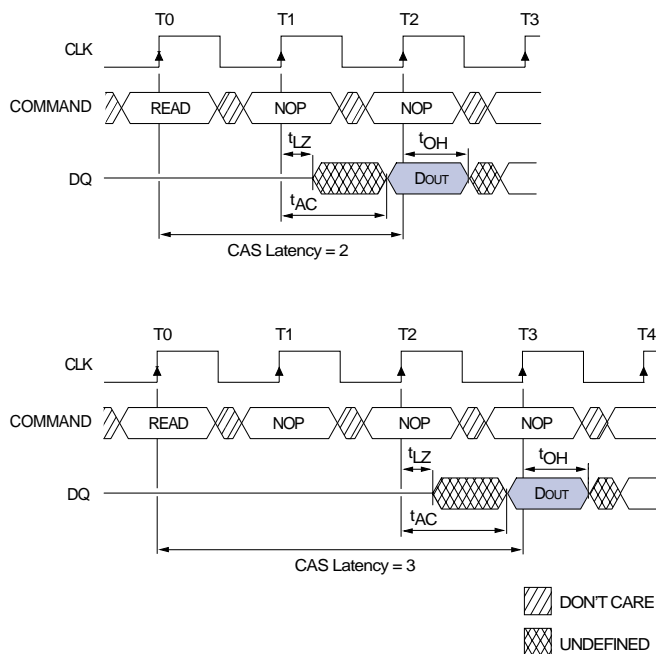 T0 T1 T2 T3
CLK
COMMAND READ NOP NOP
tLZ tOH
DQ DOUT
tAC
CAS Latency = 2
T0 T1 T2 T3 T4
CLK
COMMAND READ NOP NOP NOP
tLZ tOH
DQ DOUT
tAC
CAS Latency = 3
DON'T CARE
UNDEFINED